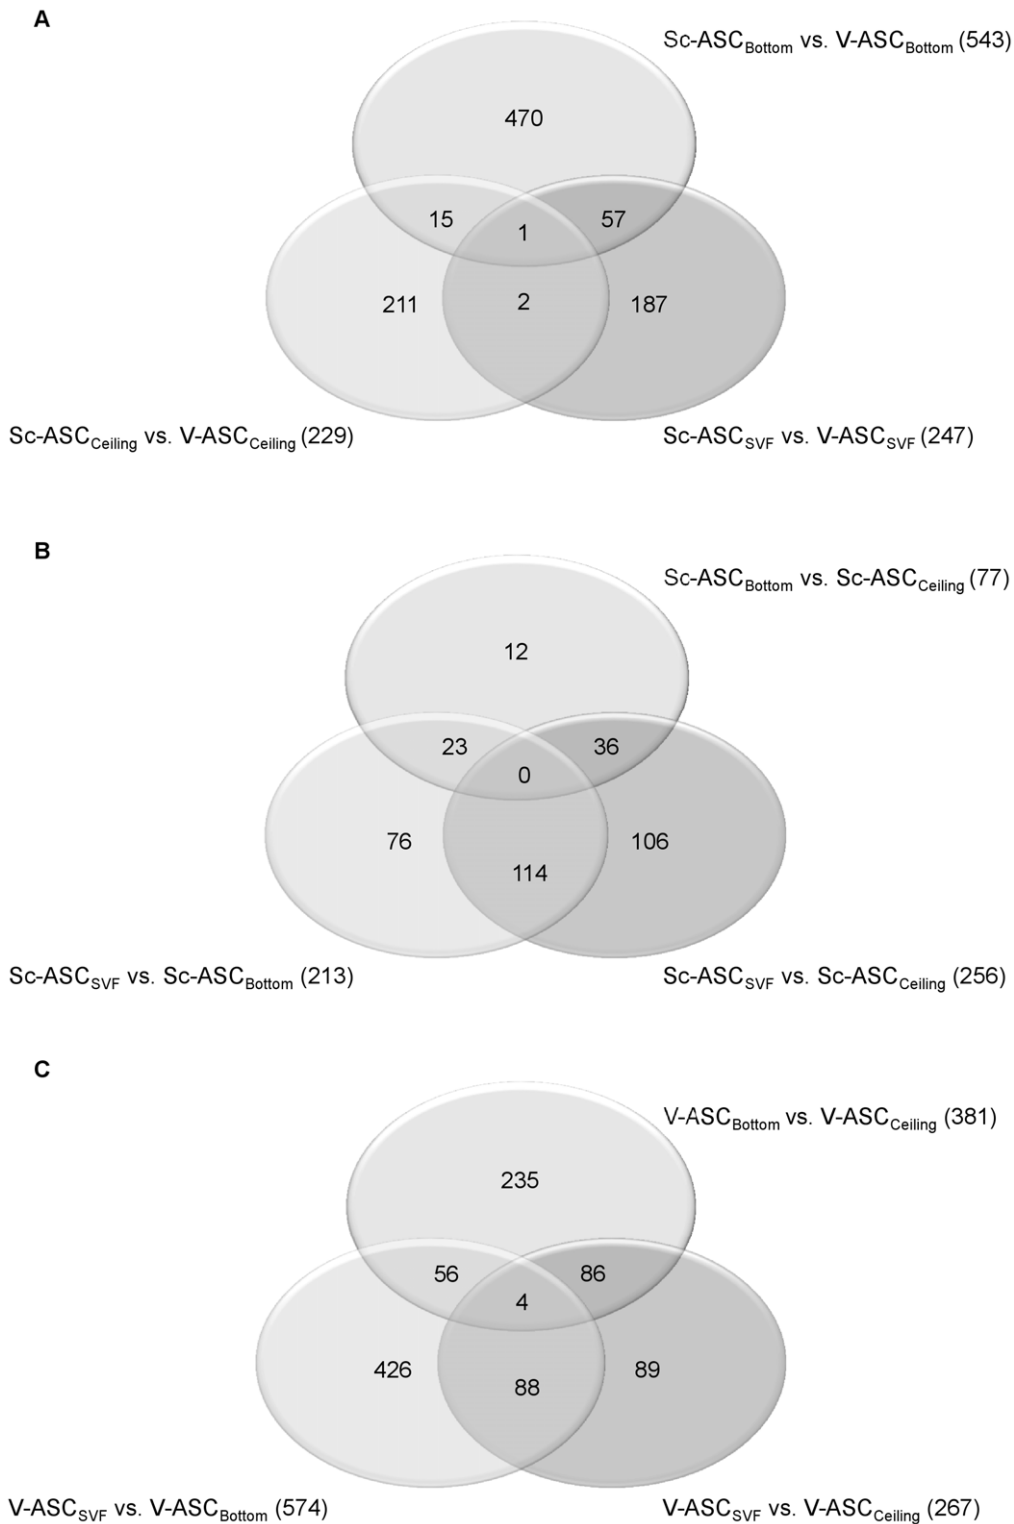 A
Sc-ASCBottom vs. V-ASCBottom (543)
470
15
1
57
211
2
187
Sc-ASCCeiling vs. V-ASCCeiling (229)
Sc-ASCSVF vs. V-ASCSVF (247)
B
Sc-ASCBottom vs. Sc-ASCCeiling (77)
12
23
36
0
76
106
114
Sc-ASCSVF vs. Sc-ASCBottom (213)
Sc-ASCSVF vs. Sc-ASCCeiling (256)
C
V-ASCBottom vs. V-ASCCeiling (381)
235
56
86
4
426
89
88
V-ASCSVF vs. V-ASCBottom (574)
V-ASCSVF vs. V-ASCCeiling (267)